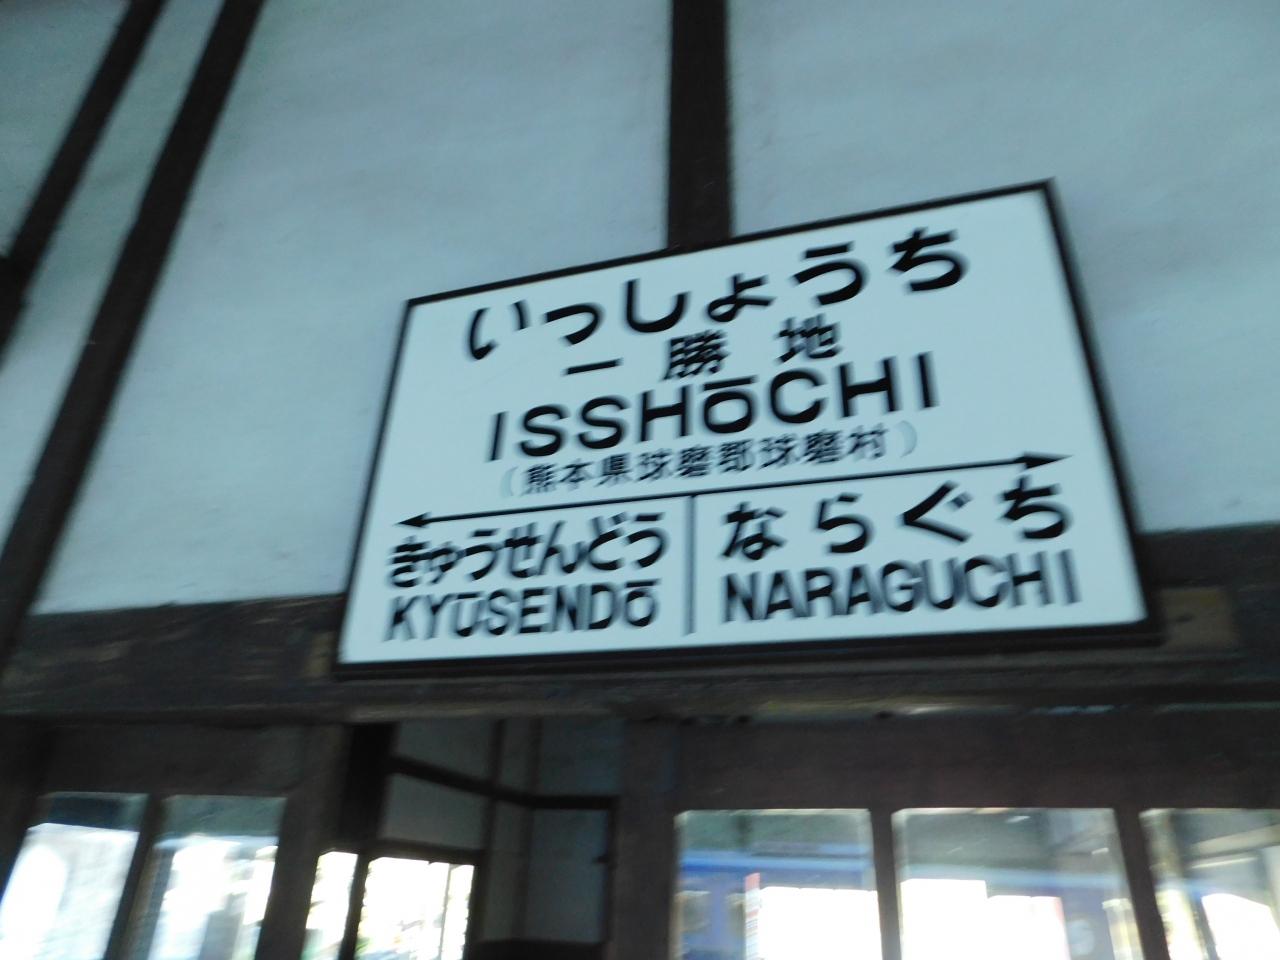 いっしょうち
一勝地
ISSHŌCHI
(熊本県球磨郡球磨村)
きゅうせんどう
KYŪSENDŌ
ならぐち
NARAGUCHI